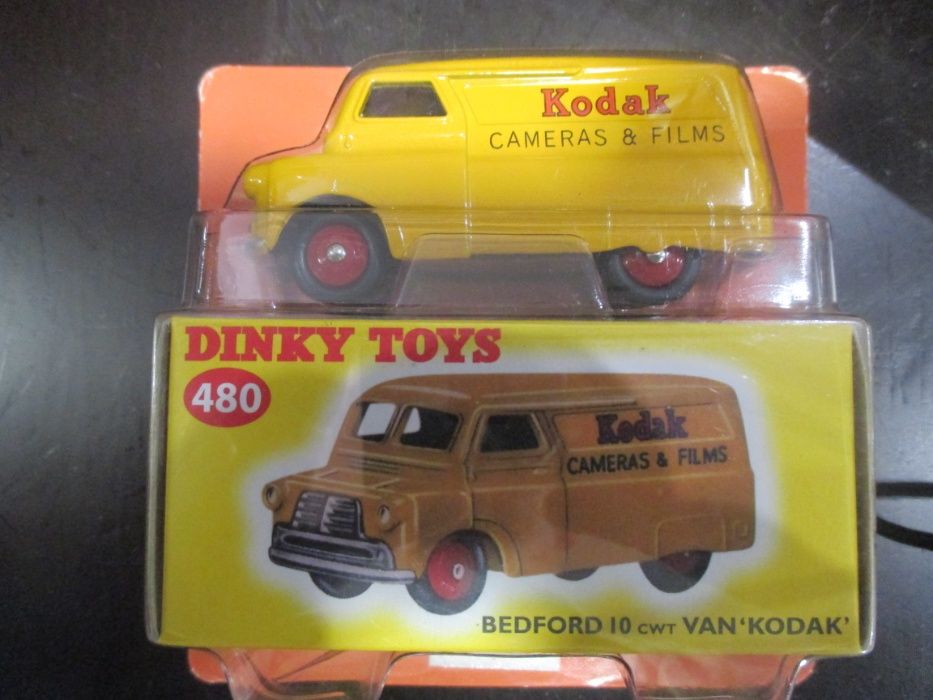 Kodak
CAMERAS & FILMS
DINKY TOYS
480
Kodak
CAMERAS & FILMS
BEDFORD 10 CWT VAN 'KODAK'